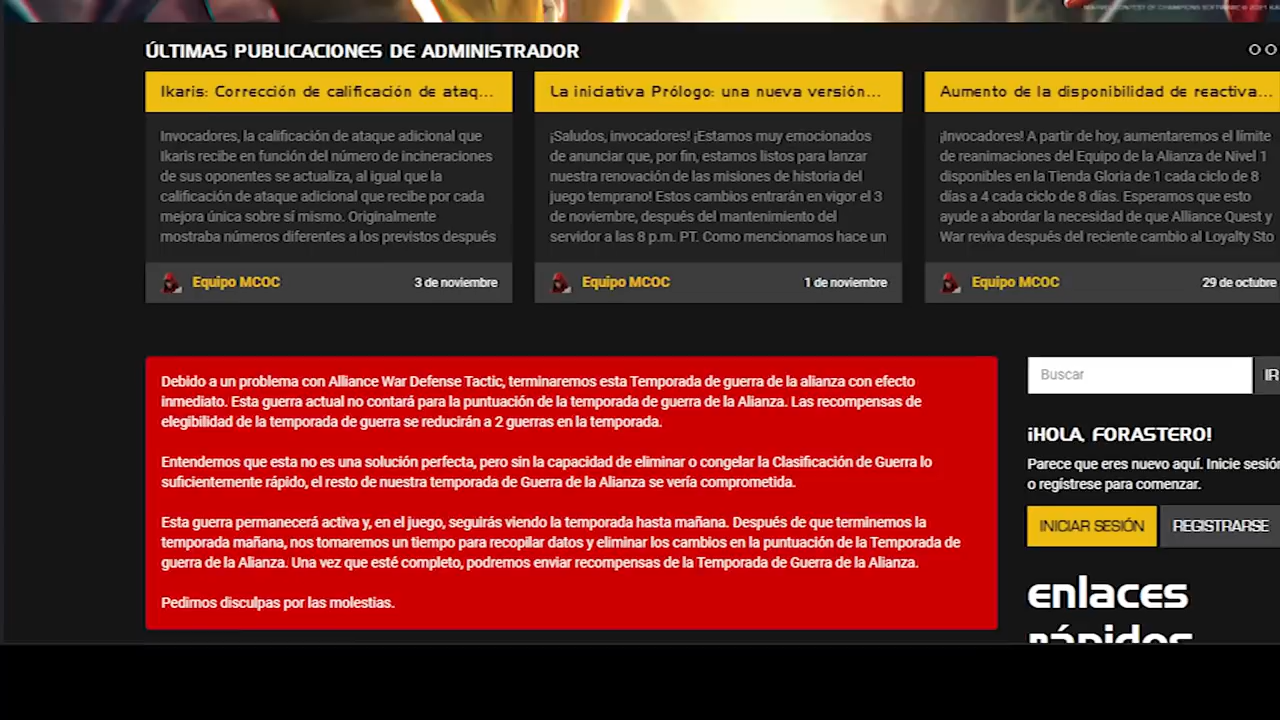 MARVEL CONTEST OF CHAMPIONS SOFTWARE © 2021 KA
ÚLTIMAS PUBLICACIONES DE ADMINISTRADOR
Ikaris: Corrección de calificación de ataq...
Invocadores, la calificación de ataque adicional que
Ikaris recibe en función del número de incineraciones
de sus oponentes se actualiza, al igual que la
calificación de ataque adicional que recibe por cada
mejora única sobre sí mismo. Originalmente
mostraba números diferentes a los previstos después
Equipo MCOC 3 de noviembre
La iniciativa Prólogo: una nueva versión...
¡Saludos, invocadores! ¡Estamos muy emocionados
de anunciar que, por fin, estamos listos para lanzar
nuestra renovación de las misiones de historia del
juego temprano! Estos cambios entrarán en vigor el 3
de noviembre, después del mantenimiento del
servidor a las 8 p.m. PT. Como mencionamos hace un
Equipo MCOC 1 de noviembre
Aumento de la disponibilidad de reactiva...
¡Invocadores! A partir de hoy, aumentaremos el límite
de reanimaciones del Equipo de la Alianza de Nivel 1
disponibles en la Tienda Gloria de 1 cada ciclo de 8
días a 4 cada ciclo de 8 días. Esperamos que esto
ayude a abordar la necesidad de que Alliance Quest y
War reviva después del reciente cambio al Loyalty Sto
Equipo MCOC 29 de octubre
Debido a un problema con Alliance War Defense Tactic, terminaremos esta Temporada de guerra de la alianza con efecto
inmediato. Esta guerra actual no contará para la puntuación de la temporada de guerra de la Alianza. Las recompensas de
elegibilidad de la temporada de guerra se reducirán a 2 guerras en la temporada.
Entendemos que esta no es una solución perfecta, pero sin la capacidad de eliminar o congelar la Clasificación de Guerra lo
suficientemente rápido, el resto de nuestra temporada de Guerra de la Alianza se vería comprometida.
Esta guerra permanecerá activa y, en el juego, seguirás viendo la temporada hasta mañana. Después de que terminemos la
temporada mañana, nos tomaremos un tiempo para recopilar datos y eliminar los cambios en la puntuación de la Temporada de
guerra de la Alianza. Una vez que esté completo, podremos enviar recompensas de la Temporada de Guerra de la Alianza.
Pedimos disculpas por las molestias.
Buscar IR
¡HOLA, FORASTERO!
Parece que eres nuevo aquí. Inicie sesión
o regístrese para comenzar.
INICIAR SESIÓN REGISTRARSE
enlaces
rápidos